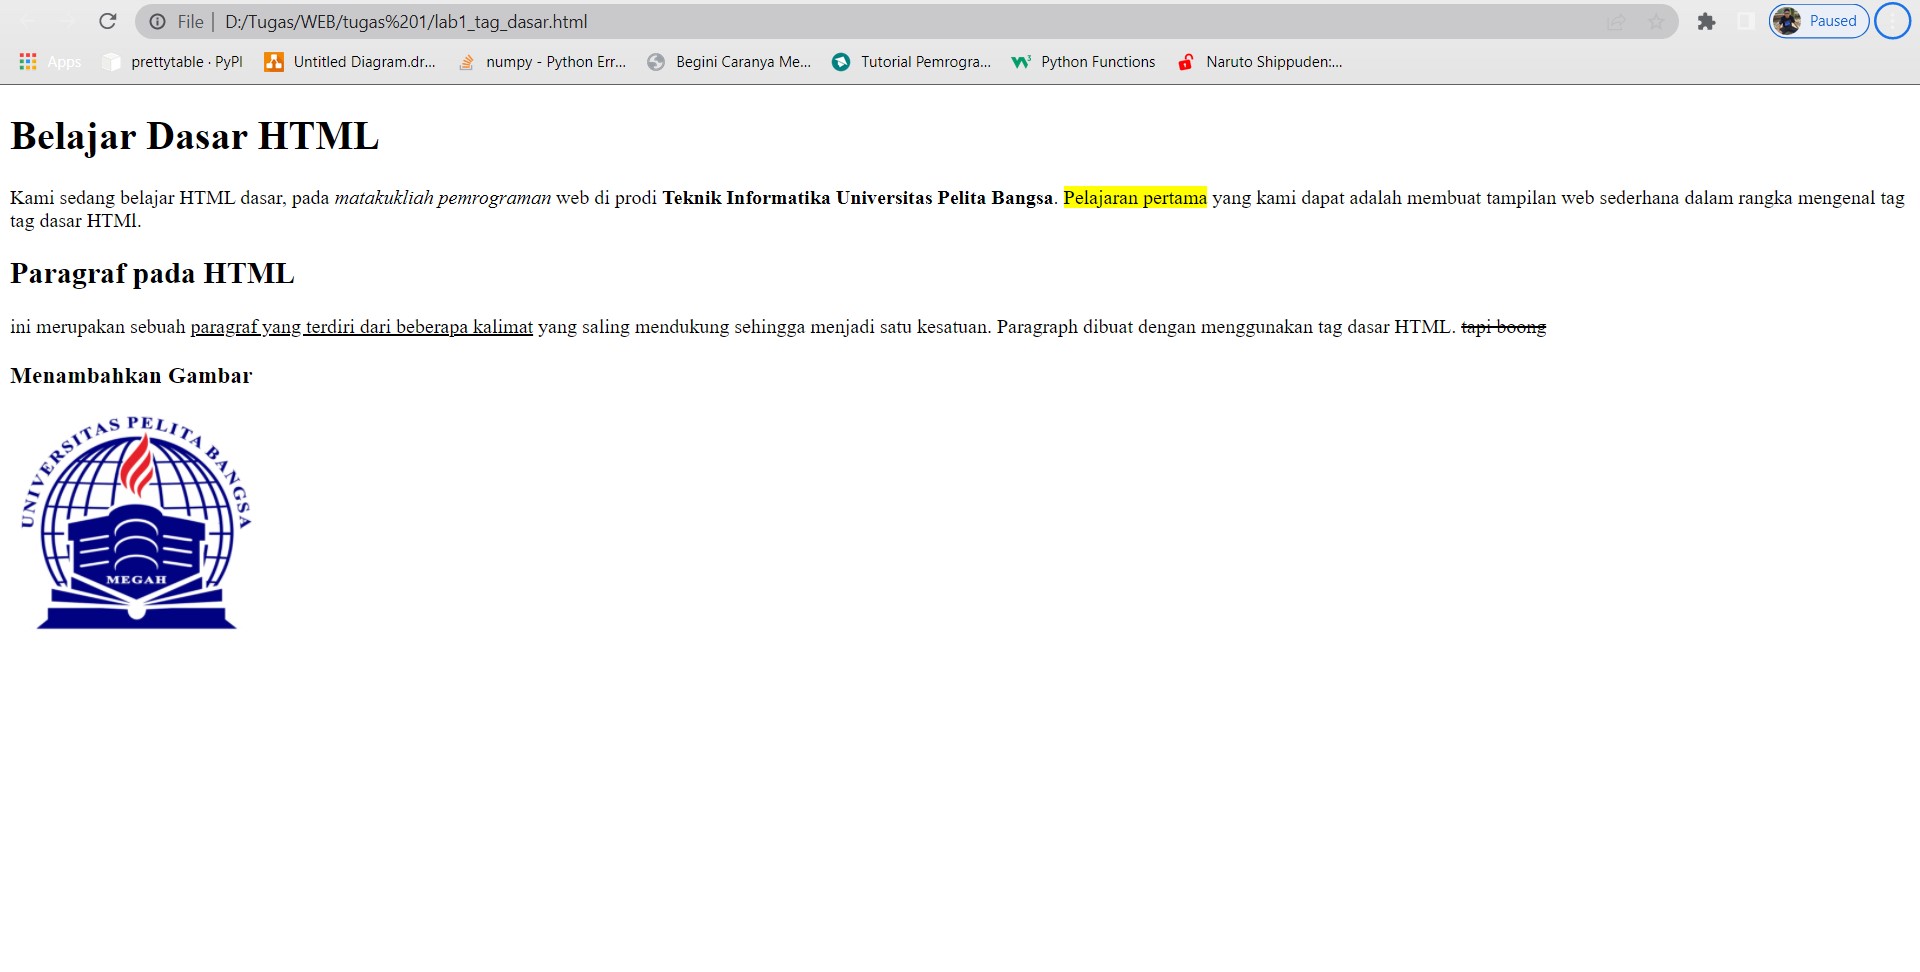 File | D:/Tugas/WEB/tugas%201/lab1_tag_dasar.html
Paused
Apps prettytable · PyPI Untitled Diagram.dr... numpy - Python Err... Begini Caranya Me... Tutorial Pemrogra... Python Functions Naruto Shippuden:...
Belajar Dasar HTML
Kami sedang belajar HTML dasar, pada matakukliah pemrograman web di prodi Teknik Informatika Universitas Pelita Bangsa. Pelajaran pertama yang kami dapat adalah membuat tampilan web sederhana dalam rangka mengenal tag
tag dasar HTMl.
Paragraf pada HTML
ini merupakan sebuah paragraf yang terdiri dari beberapa kalimat yang saling mendukung sehingga menjadi satu kesatuan. Paragraph dibuat dengan menggunakan tag dasar HTML. tapi boong
Menambahkan Gambar
UNIVERSITAS PELITA BANGSA
MEGAH